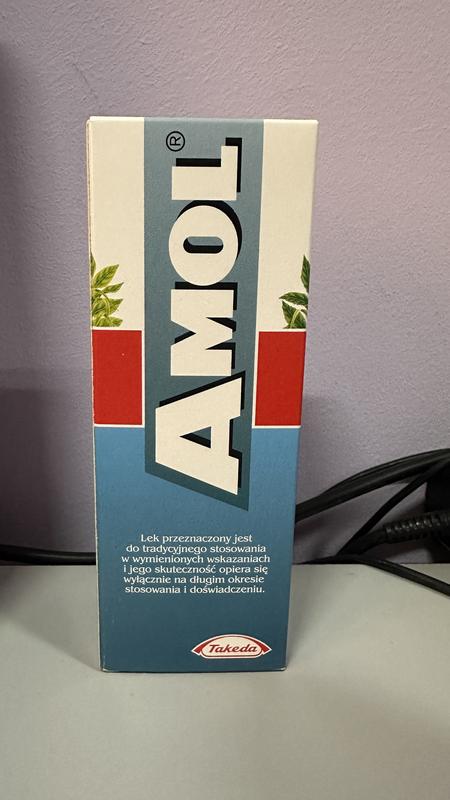 AMOL®
Lek przeznaczony jest
do tradycyjnego stosowania
w wymienionych wskazaniach
i jego skuteczność opiera się
wyłącznie na długim okresie
stosowania i doświadczeniu.
Takeda